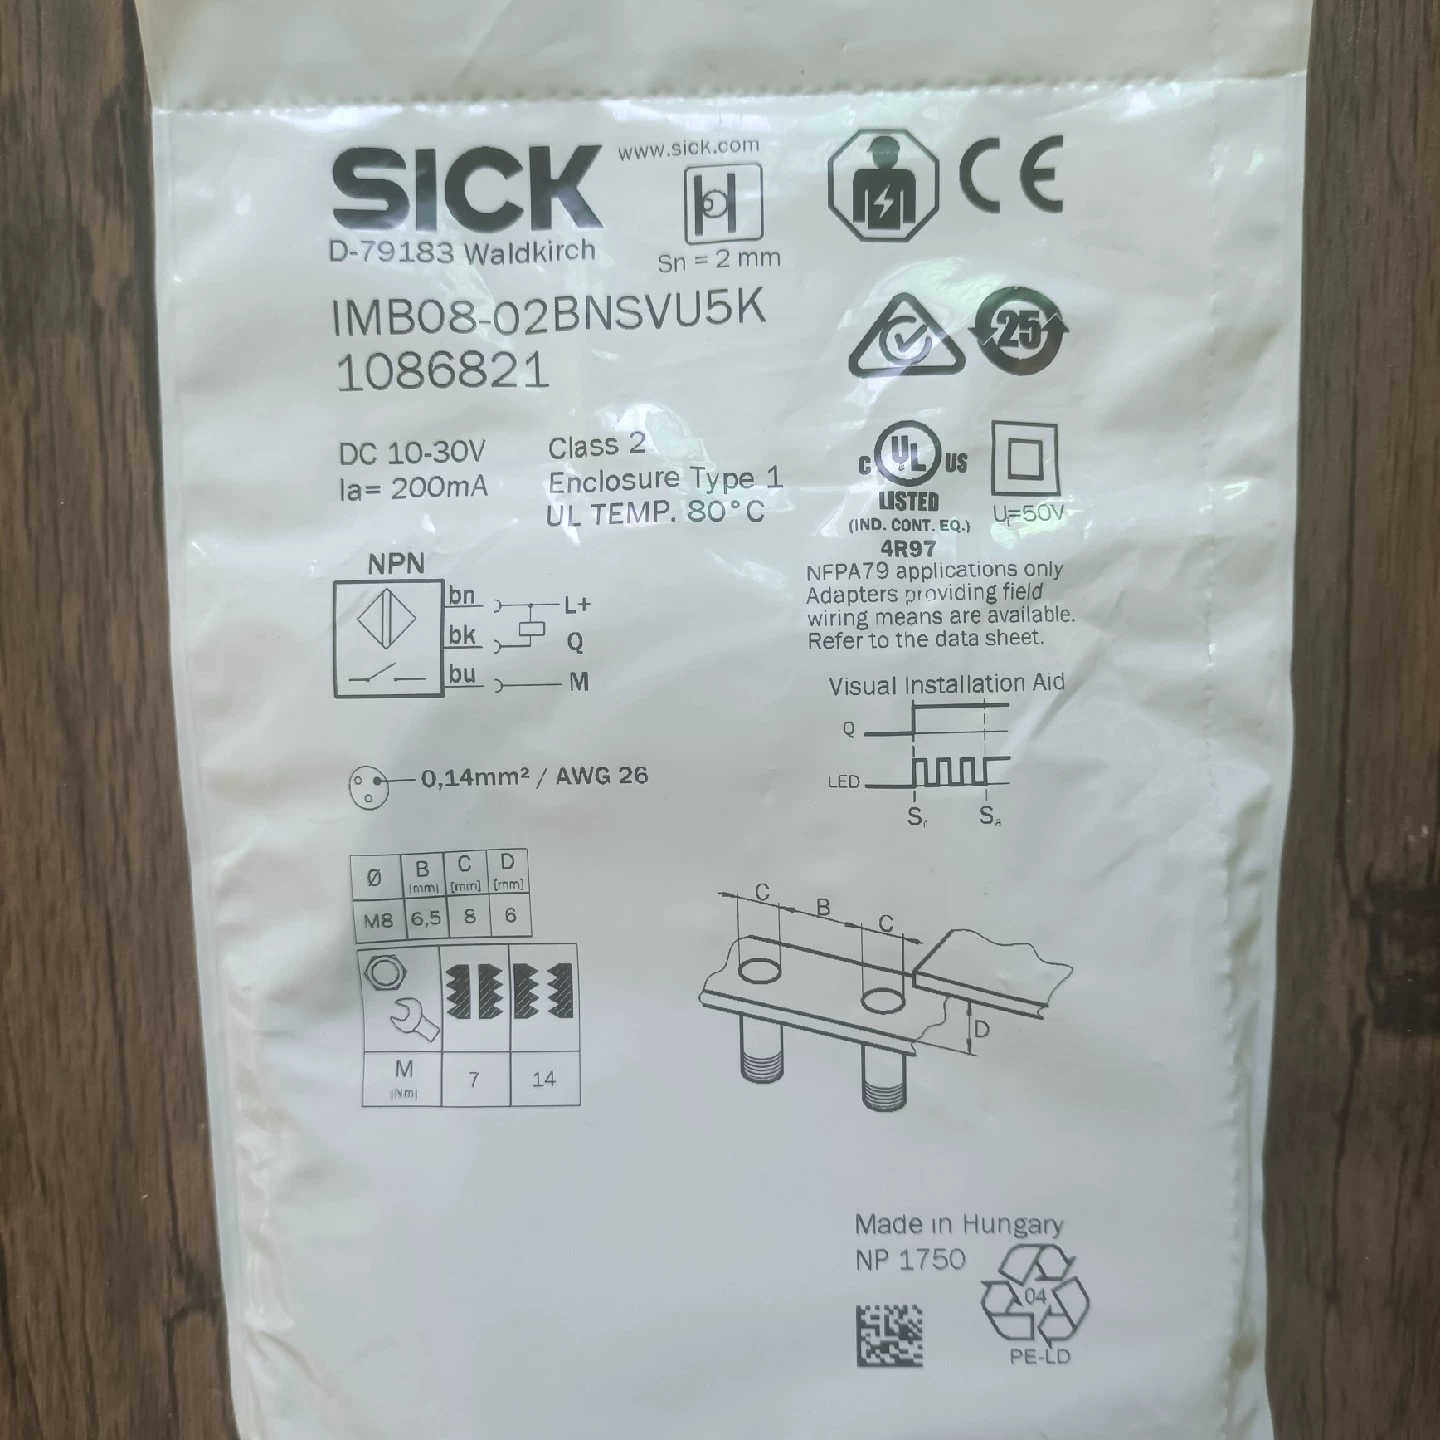 SICK
www.sick.com
D-79183 Waldkirch
Sn = 2 mm
CE
IMB08-02BNSVU5K
1086821
25
DC 10-30V
Ia= 200mA
Class 2
Enclosure Type 1
UL TEMP. 80°C
C UL US
LISTED
(IND. CONT. EQ.)
4R97
U=50V
NFPA79 applications only
Adapters providing field
wiring means are available.
Refer to the data sheet.
NPN
bn L+
bk Q
bu M
Visual Installation Aid
Q
LED
Sr Sa
0,14mm² / AWG 26
Ø B [mm] C [mm] D [mm]
M8 6,5 8 6
M [Nm] 7 14
C B C
D
Made in Hungary
NP 1750
04
PE-LD